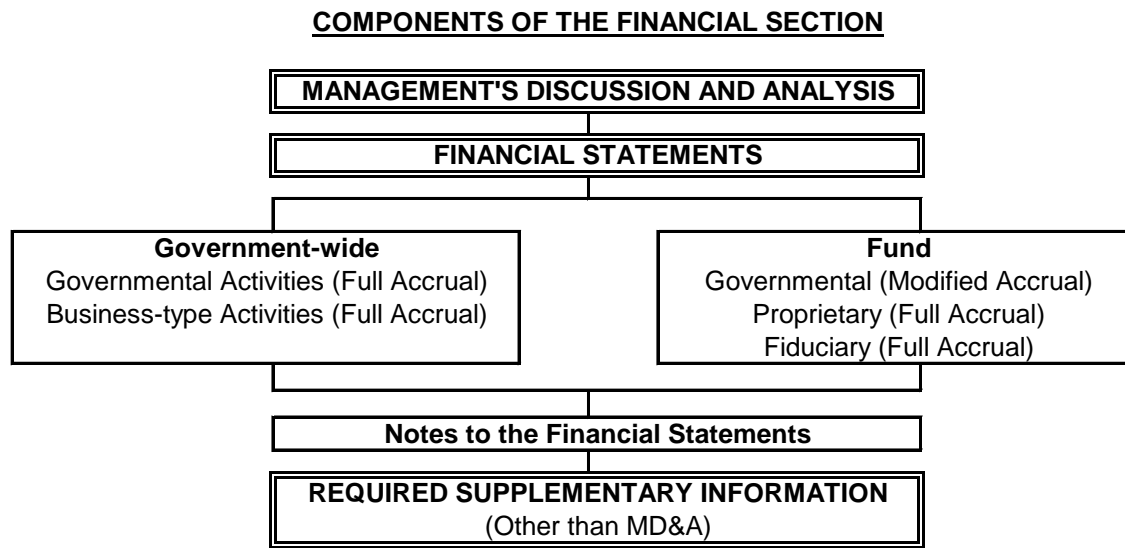 COMPONENTS OF THE FINANCIAL SECTION
MANAGEMENT'S DISCUSSION AND ANALYSIS
FINANCIAL STATEMENTS
Government-wide
Governmental Activities (Full Accrual)
Business-type Activities (Full Accrual)
Fund
Governmental (Modified Accrual)
Proprietary (Full Accrual)
Fiduciary (Full Accrual)
Notes to the Financial Statements
REQUIRED SUPPLEMENTARY INFORMATION
(Other than MD&A)